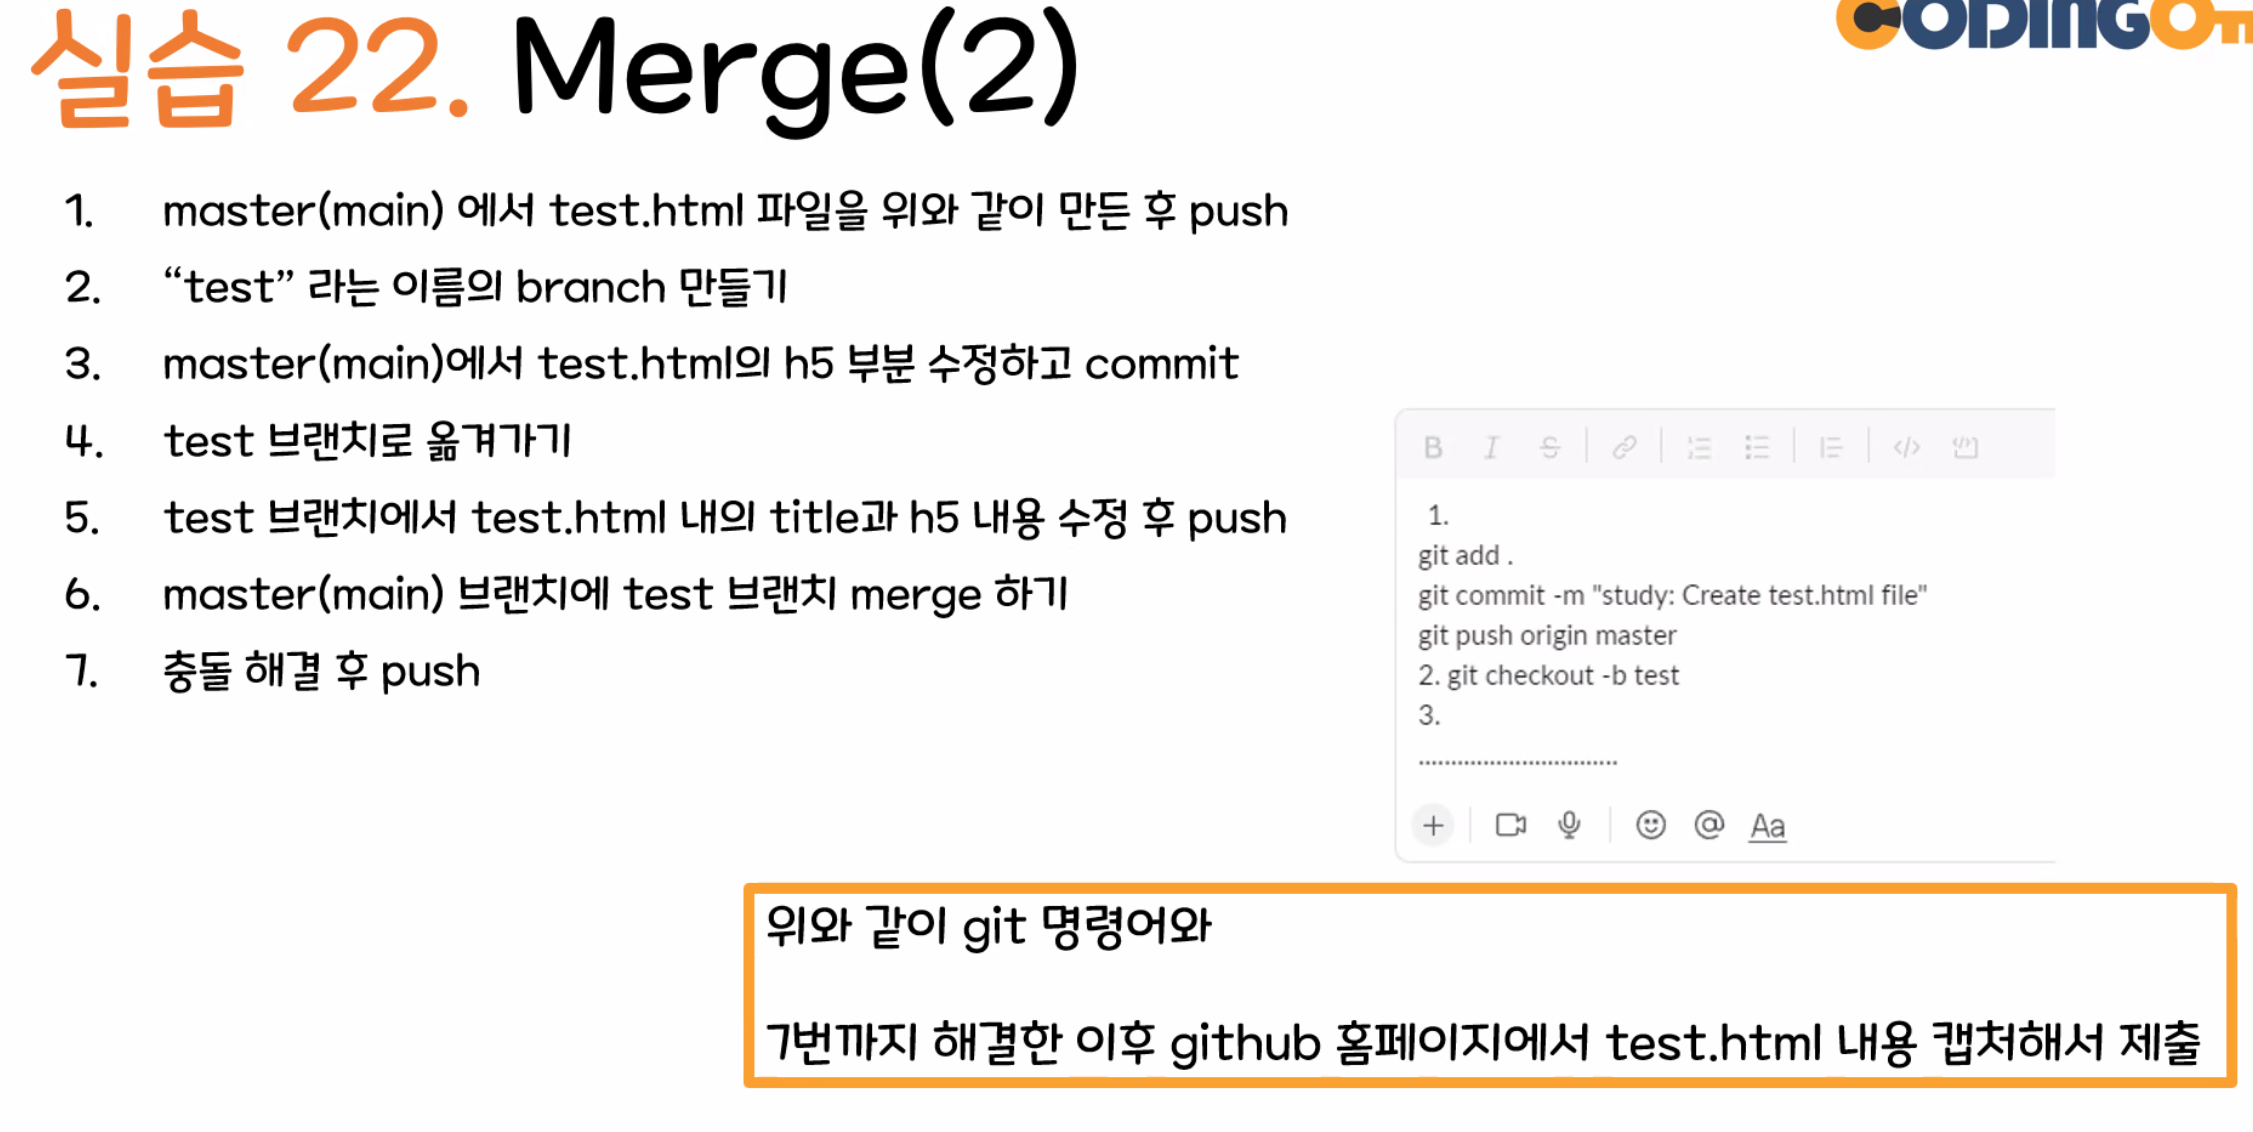 실습 22. Merge(2)
CODINGOn
1. master(main) 에서 test.html 파일을 위와 같이 만든 후 push
2. “test” 라는 이름의 branch 만들기
3. master(main)에서 test.html의 h5 부분 수정하고 commit
4. test 브랜치로 옮겨가기
5. test 브랜치에서 test.html 내의 title과 h5 내용 수정 후 push
6. master(main) 브랜치에 test 브랜치 merge 하기
7. 충돌 해결 후 push
B I S
1.
git add .
git commit -m "study: Create test.html file"
git push origin master
2. git checkout -b test
3.
...............................
+ @ Aa
위와 같이 git 명령어와
7번까지 해결한 이후 github 홈페이지에서 test.html 내용 캡처해서 제출